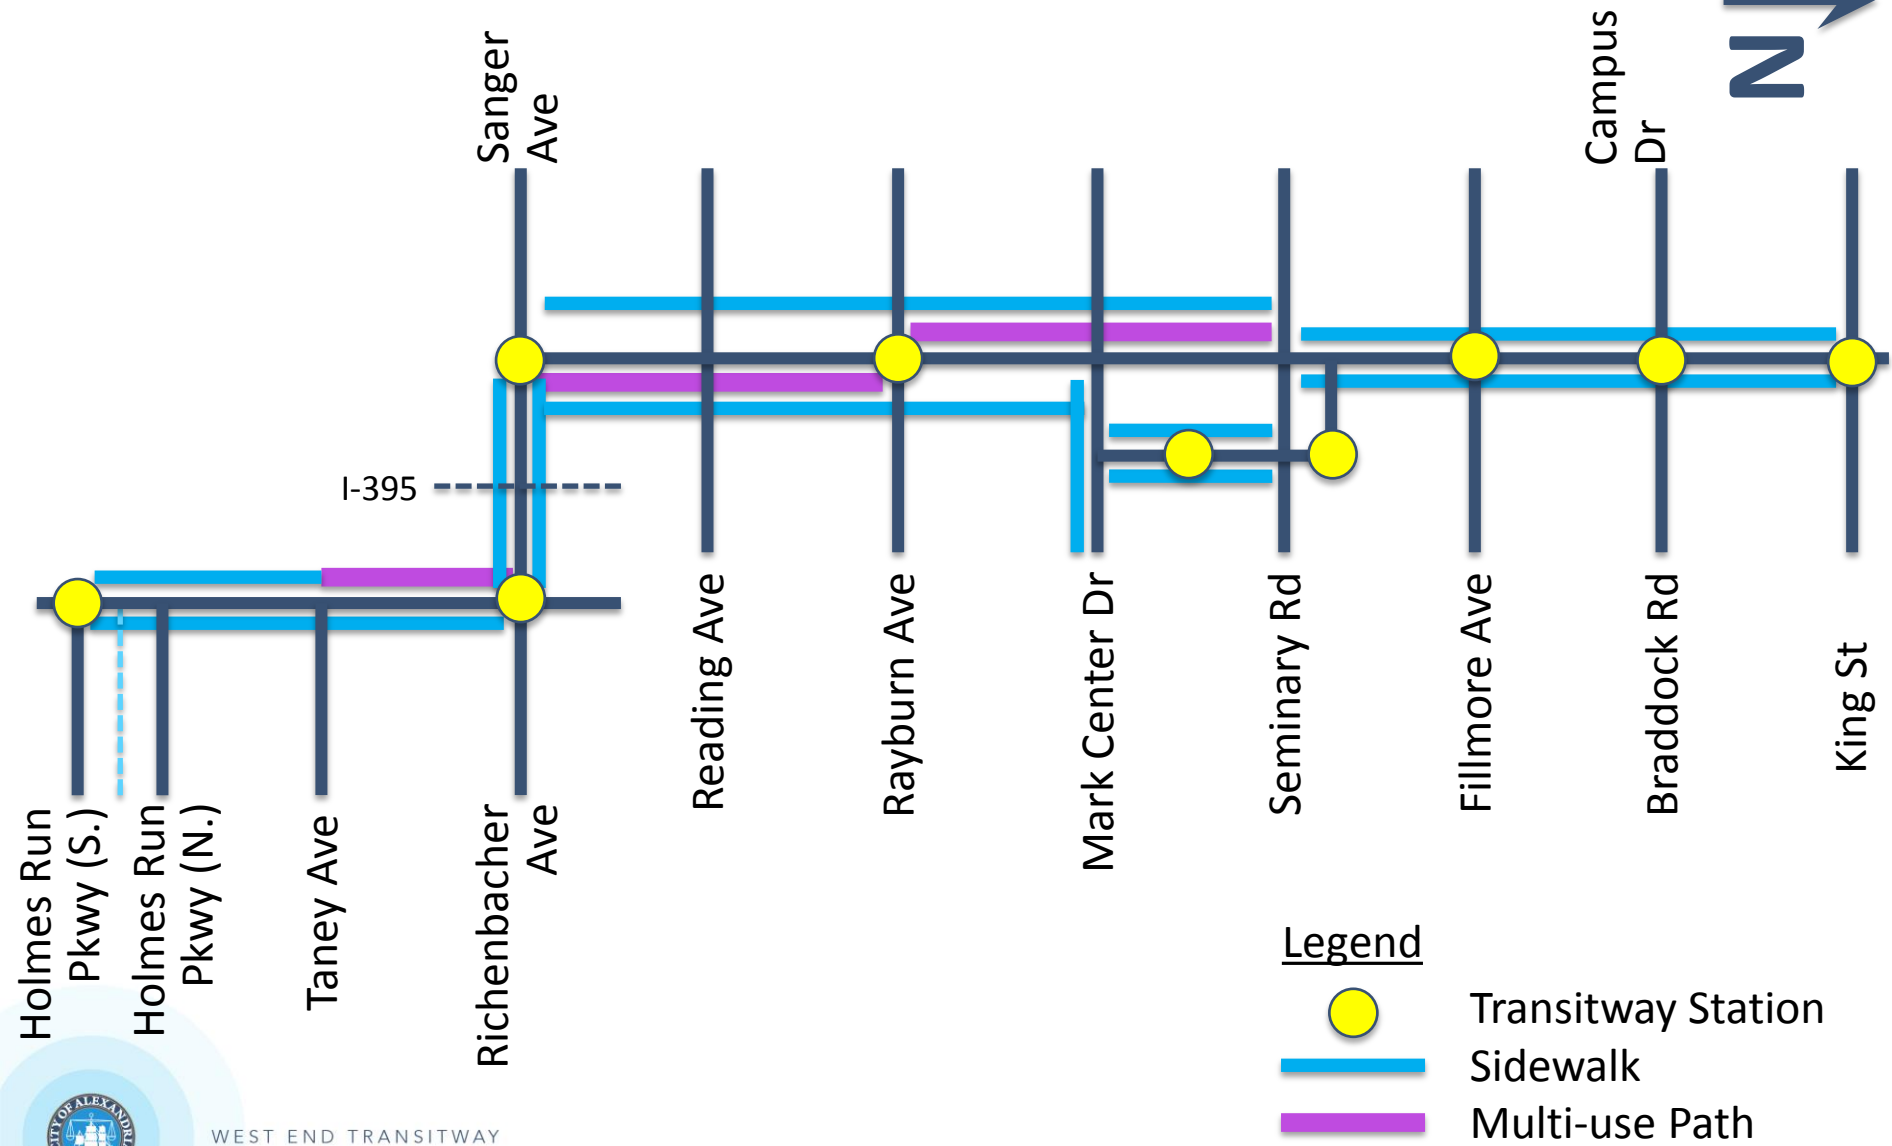 Sanger
Ave
Campus
Dr
N
I-395
Holmes Run
Pkwy (S.)
Holmes Run
Pkwy (N.)
Taney Ave
Richenbacher
Ave
Reading Ave
Rayburn Ave
Mark Center Dr
Seminary Rd
Fillmore Ave
Braddock Rd
King St
Legend
Transitway Station
Sidewalk
Multi-use Path
WEST END TRANSITWAY